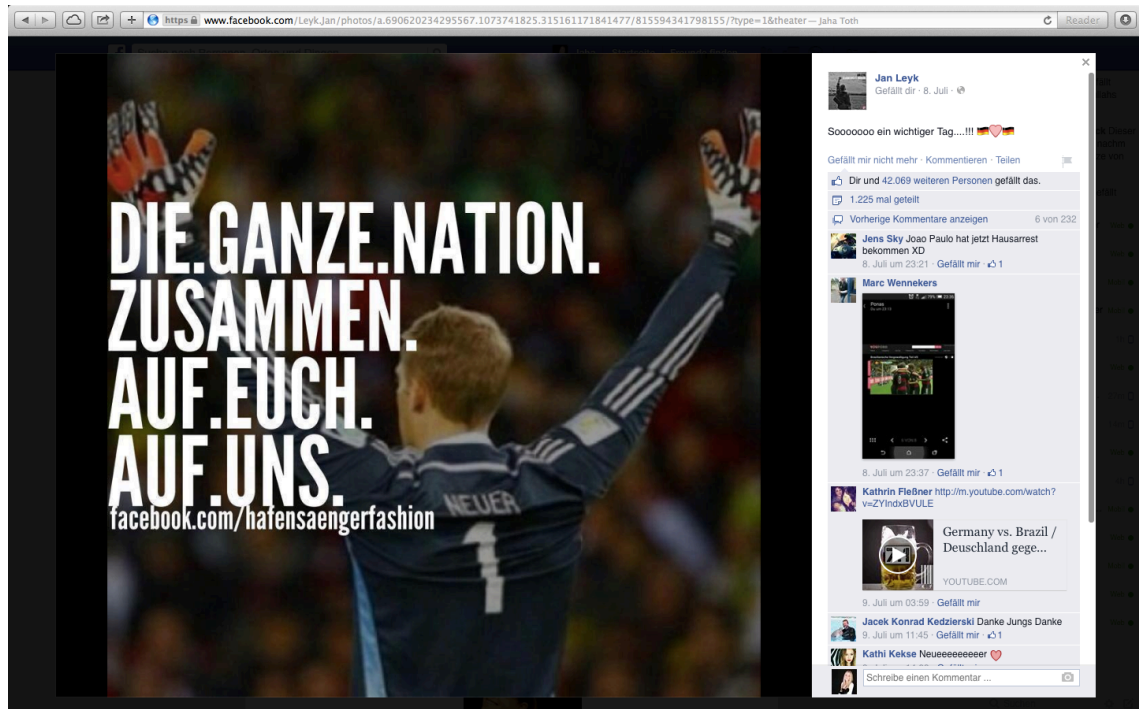 https www.facebook.com/Leyk.Jan/photos/a.690620234295567.1073741825.315161171841477/815594341798155/?type=1&theater — Jaha Toth
Reader
DIE.GANZE.NATION.
ZUSAMMEN.
AUF.EUCH.
AUF.UNS.
facebook.com/hafensaengerfashion
NEUER
1
Jan Leyk
Gefällt dir · 8. Juli ·
Sooooooo ein wichtiger Tag....!!! 🇩🇪❤🇩🇪
Gefällt mir nicht mehr · Kommentieren · Teilen
Dir und 42.069 weiteren Personen gefällt das.
1.225 mal geteilt
Vorherige Kommentare anzeigen 6 von 232
Jens Sky Joao Paulo hat jetzt Hausarrest
bekommen XD
8. Juli um 23:21 · Gefällt mir · 1
Marc Wennekers
8. Juli um 23:37 · Gefällt mir · 1
Kathrin Fleßner http://m.youtube.com/watch?
v=ZYIndxBVULE
Germany vs. Brazil /
Deuschland gege...
YOUTUBE.COM
9. Juli um 03:59 · Gefällt mir
Jacek Konrad Kedzierski Danke Jungs Danke
9. Juli um 11:45 · Gefällt mir · 1
Kathi Kekse Neueeeeeeeeer ❤
Schreibe einen Kommentar ...